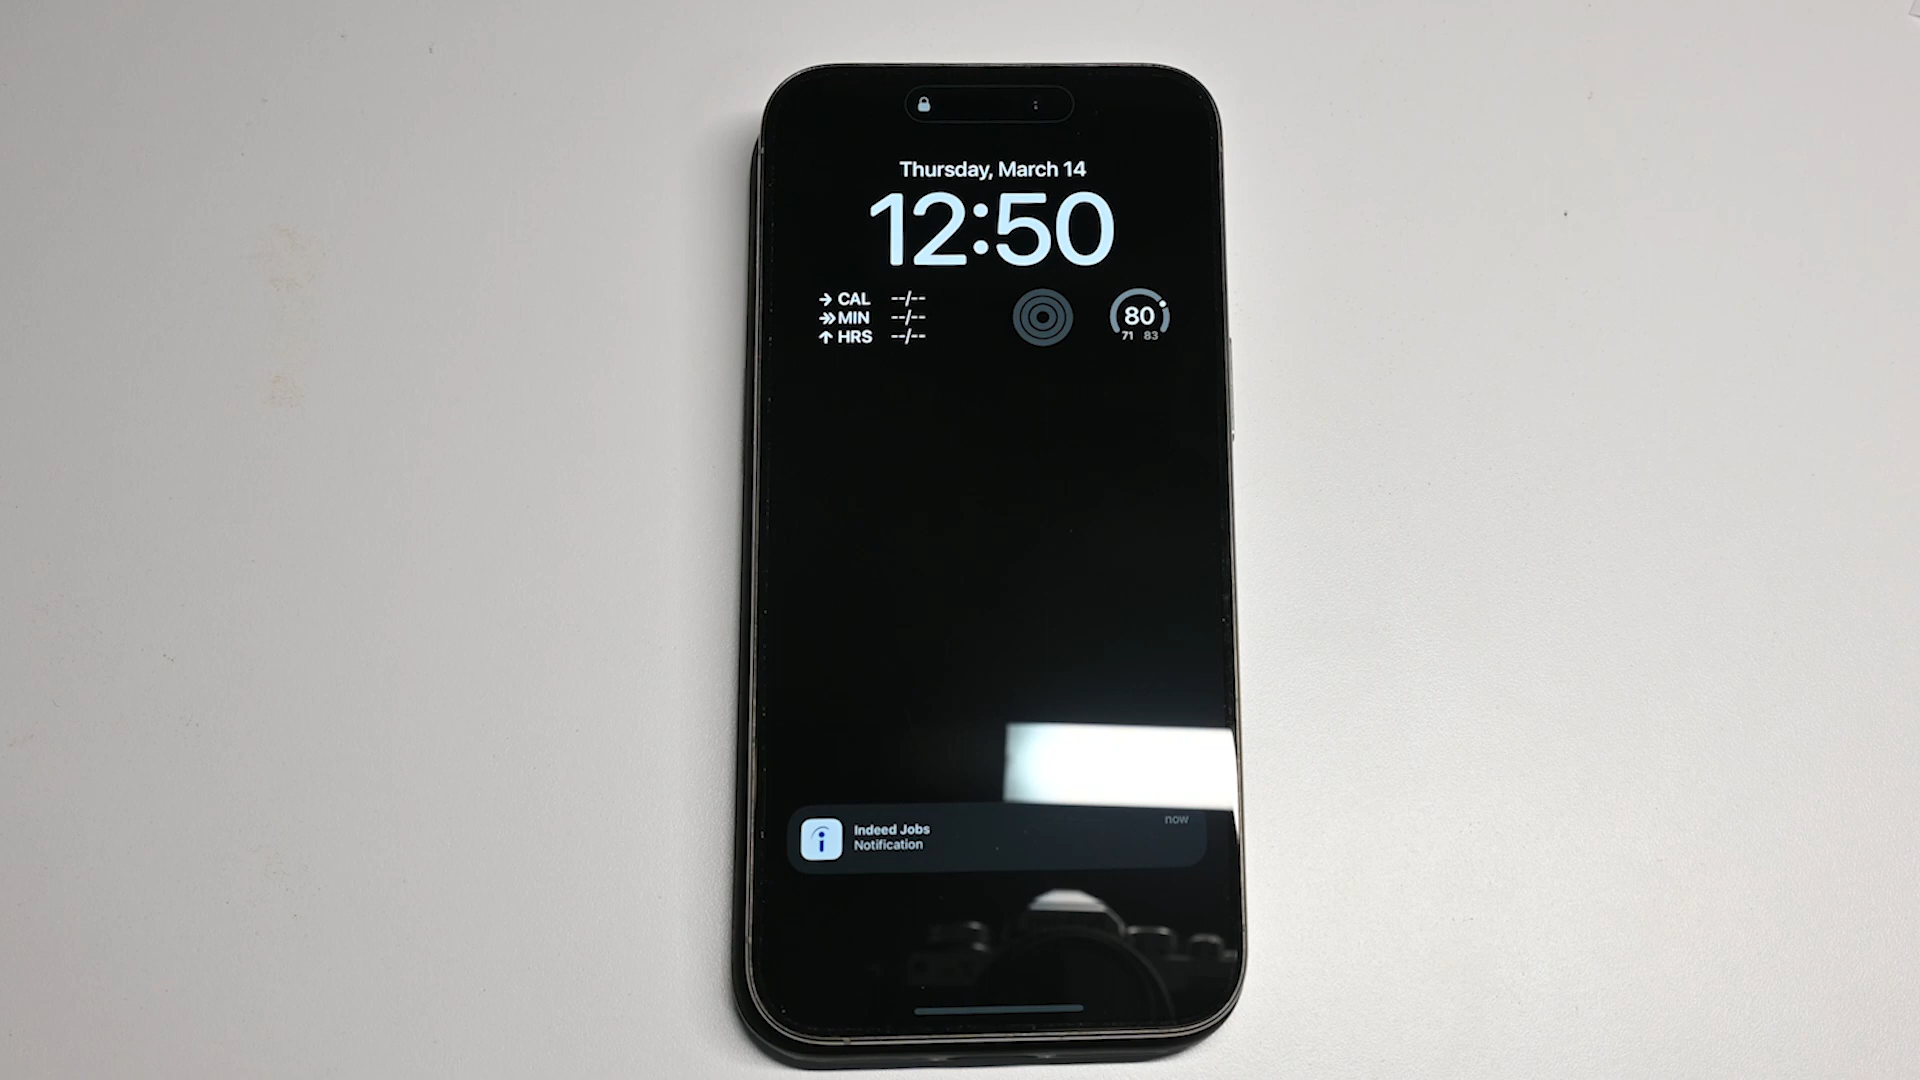 Thursday, March 14
12:50
CAL --/--
MIN --/--
HRS --/--
80
71 83
Indeed Jobs
now
Notification